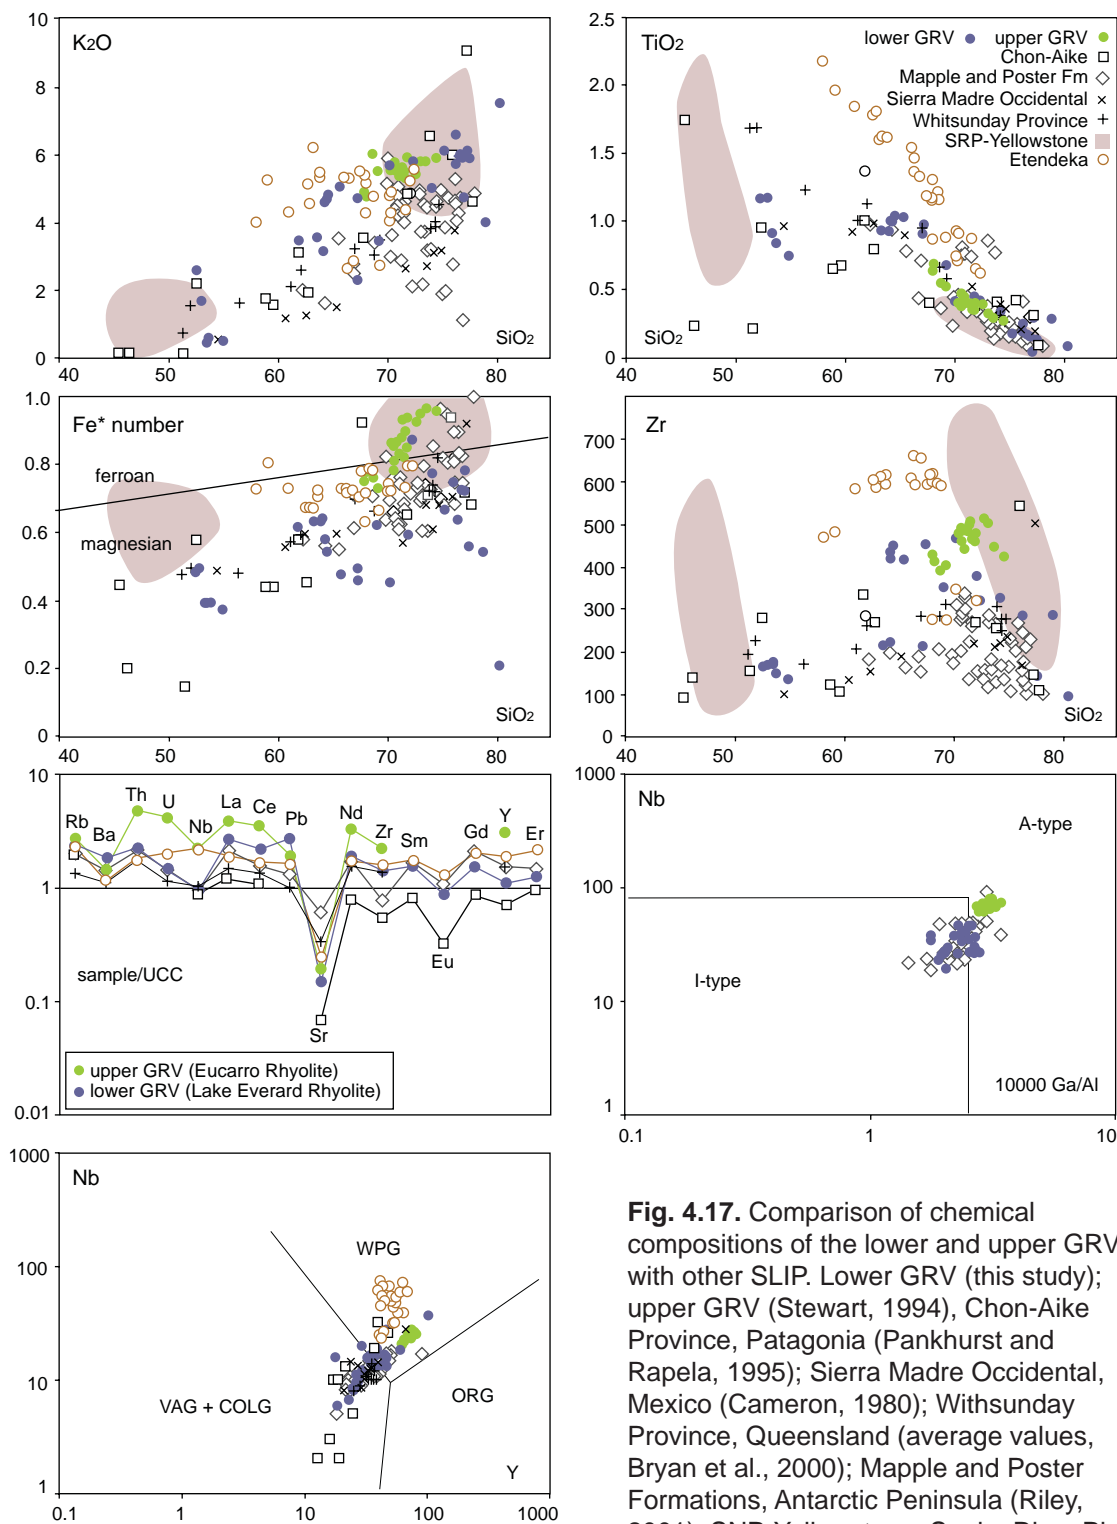 K2O
10
8
6
4
2
0
SiO2
40 50 60 70 80
TiO2
2.5
2.0
1.5
1.0
0.5
0
SiO2
40 50 60 70 80
lower GRV upper GRV
Chon-Aike
Mapple and Poster Fm
Sierra Madre Occidental
Whitsunday Province
SRP-Yellowstone
Etendeka
Fe* number
1.0
0.8
0.6
0.4
0.2
0
ferroan
magnesian
SiO2
40 50 60 70 80
Zr
700
600
500
400
300
200
100
0
SiO2
40 50 60 70 80
10
1
0.1
0.01
Rb Ba Th U Nb La Ce Pb Sr Nd Zr Sm Eu Gd Y Er
sample/UCC
upper GRV (Eucarro Rhyolite)
lower GRV (Lake Everard Rhyolite)
Nb
1000
100
10
1
A-type
I-type
10000 Ga/Al
0.1 1 10
Nb
1000
100
10
1
WPG
VAG + COLG
ORG
Y
0.1 1 10 100 1000
Fig. 4.17. Comparison of chemical
compositions of the lower and upper GRV
with other SLIP. Lower GRV (this study);
upper GRV (Stewart, 1994), Chon-Aike
Province, Patagonia (Pankhurst and
Rapela, 1995); Sierra Madre Occidental,
Mexico (Cameron, 1980); Withsunday
Province, Queensland (average values,
Bryan et al., 2000); Mapple and Poster
Formations, Antarctic Peninsula (Riley,